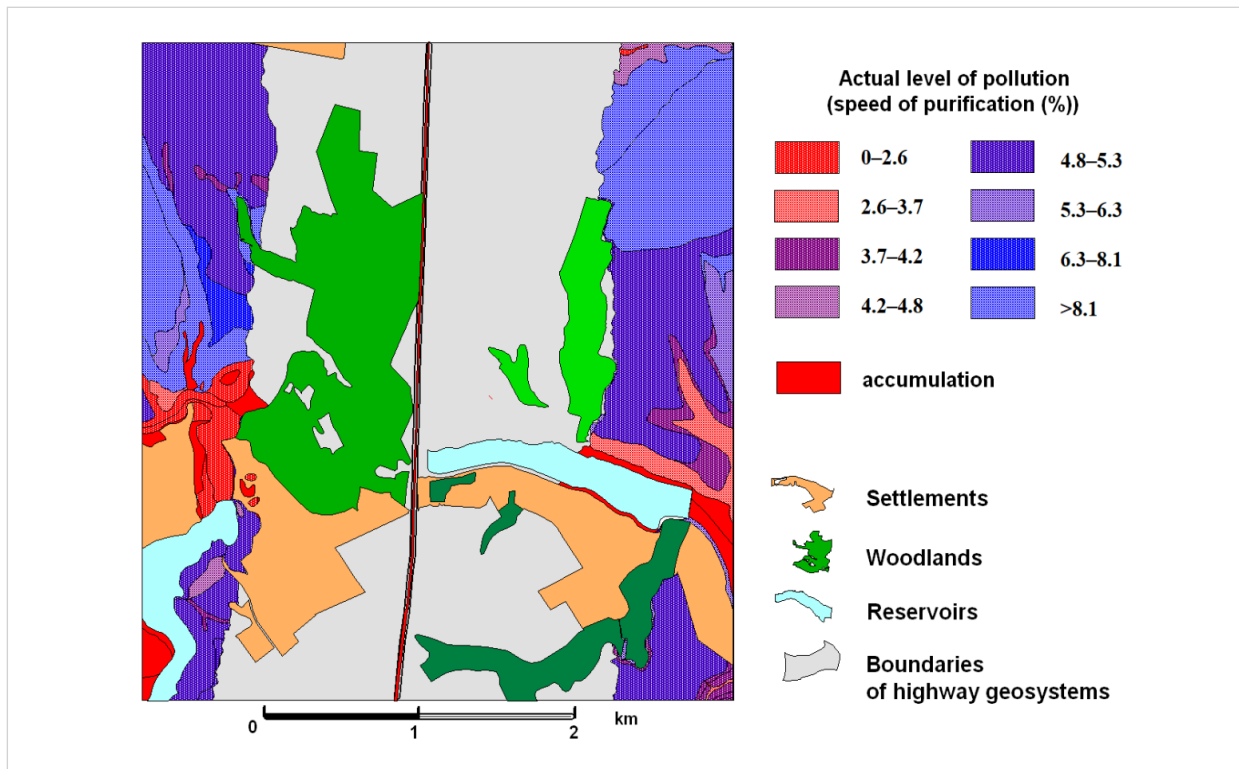 Actual level of pollution
(speed of purification (%))
0–2.6
4.8–5.3
2.6–3.7
5.3–6.3
3.7–4.2
6.3–8.1
4.2–4.8
>8.1
accumulation
Settlements
Woodlands
Reservoirs
Boundaries
of highway geosystems
0 1 2 km